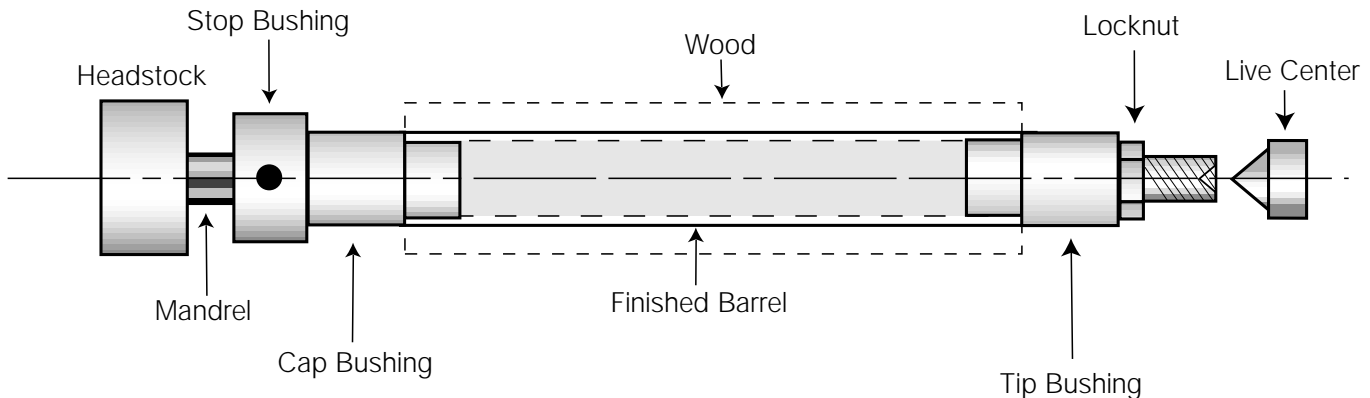 Stop Bushing
Wood
Locknut
Headstock
Live Center
Mandrel
Finished Barrel
Cap Bushing
Tip Bushing